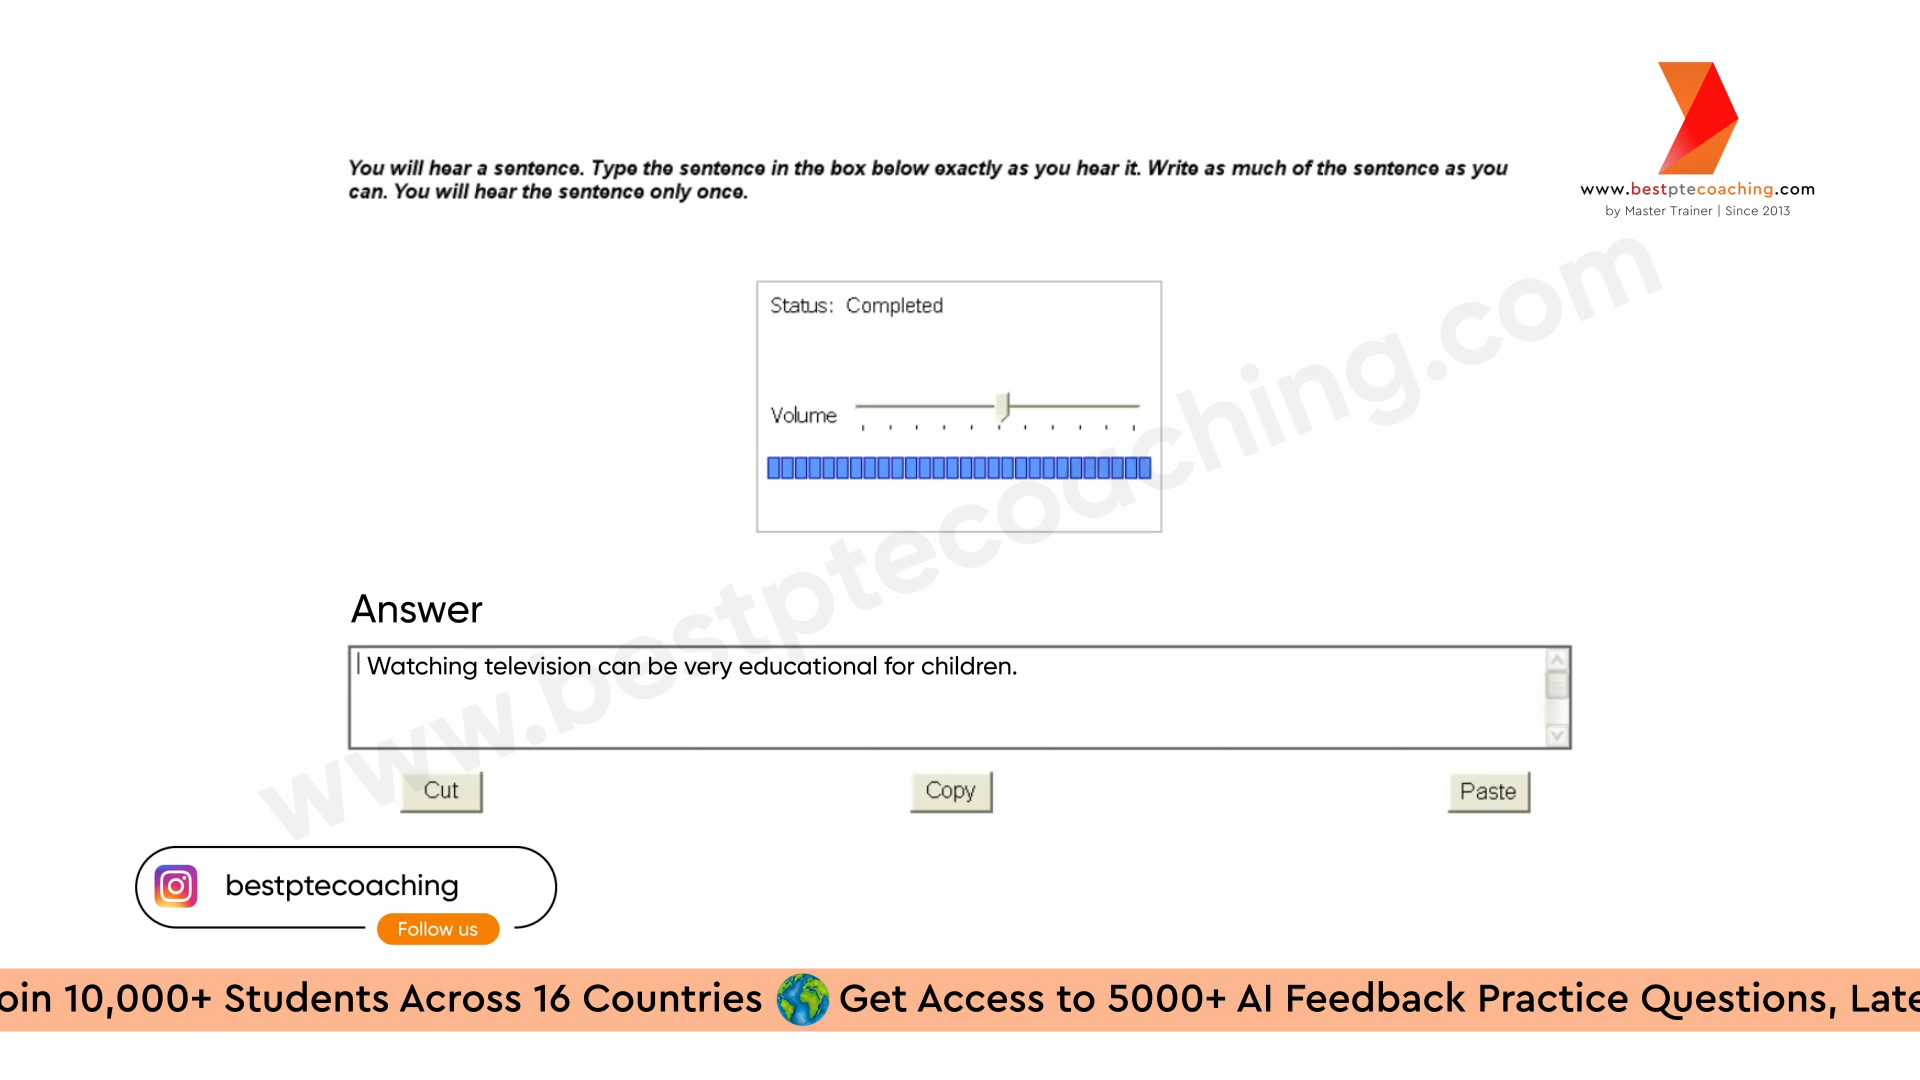 You will hear a sentence. Type the sentence in the box below exactly as you hear it. Write as much of the sentence as you
can. You will hear the sentence only once.
www.bestptecoaching.com
by Master Trainer | Since 2013
Status: Completed
Volume
www.bestptecoaching.com
Answer
Watching television can be very educational for children.
Cut
Copy
Paste
bestptecoaching
Follow us
oin 10,000+ Students Across 16 Countries 🌍 Get Access to 5000+ AI Feedback Practice Questions, Late